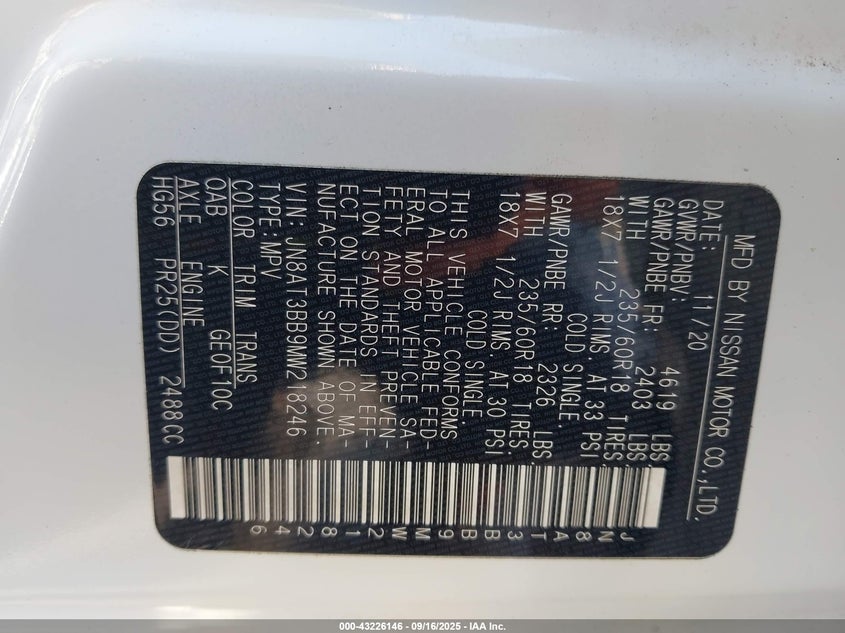 MFD BY NISSAN MOTOR CO.,LTD.
DATE: 11/20
GVWR/PNBV: 4619 LBS.
GAWR/PNBE FR: 2403 LBS.
WITH 235/60R18 TIRES,
18X7 1/2J RIMS AT 33 PSI
COLD SINGLE.
GAWR/PNBE RR: 2326 LBS.
WITH 235/60R18 TIRES,
18X7 1/2J RIMS. AT 30 PSI
COLD SINGLE.
THIS VEHICLE CONFORMS
TO ALL APPLICABLE FED-
ERAL MOTOR VEHICLE SA-
FETY AND THEFT PREVEN-
TION STANDARDS IN EFF-
ECT ON THE DATE OF MA-
NUFACTURE SHOWN ABOVE.
VIN: JN8AT3BB9MW218246
TYPE: MPV
COLOR TRIM TRANS
QAB K GEOF10C
AXLE ENGINE
HG56 PR25(DD) 2488CC
JN8AT3BB9MW218246
000-43226146 - 09/16/2025 - IAA Inc.